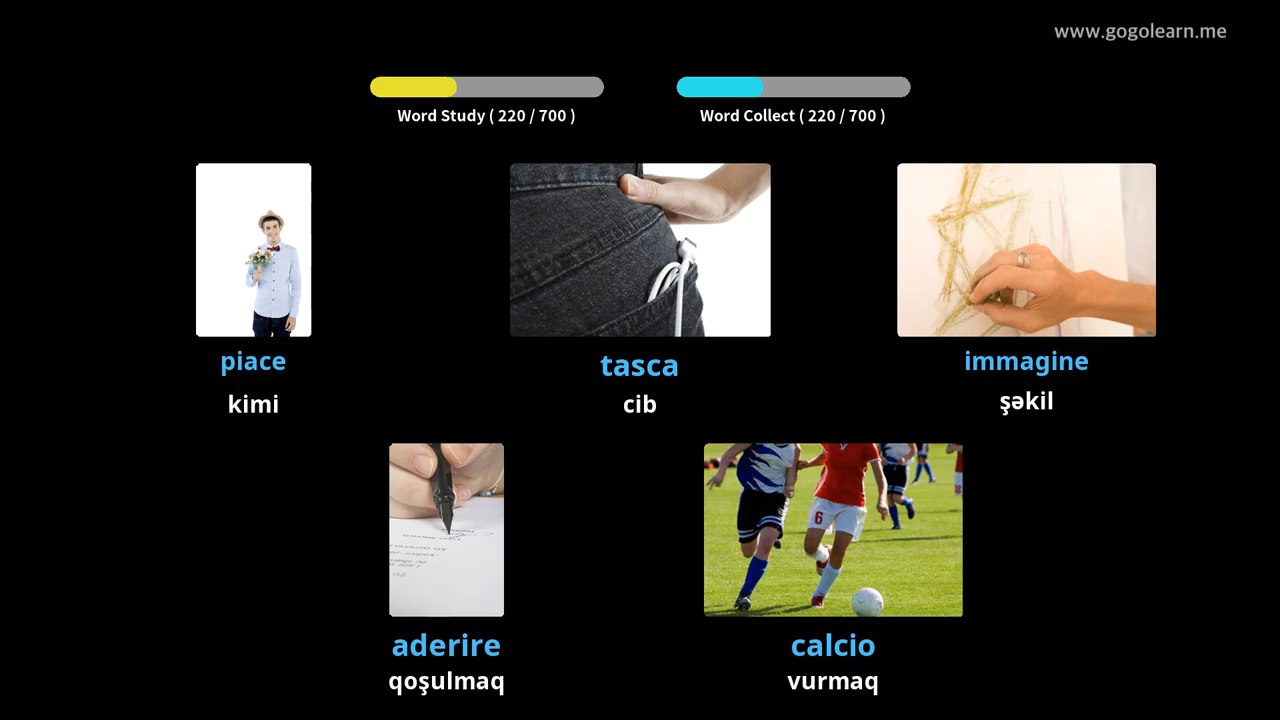 www.gogolearn.me
Word Study ( 220 / 700 )
Word Collect ( 220 / 700 )
piace
kimi
tasca
cib
immagine
şəkil
6
aderire
qoşulmaq
calcio
vurmaq